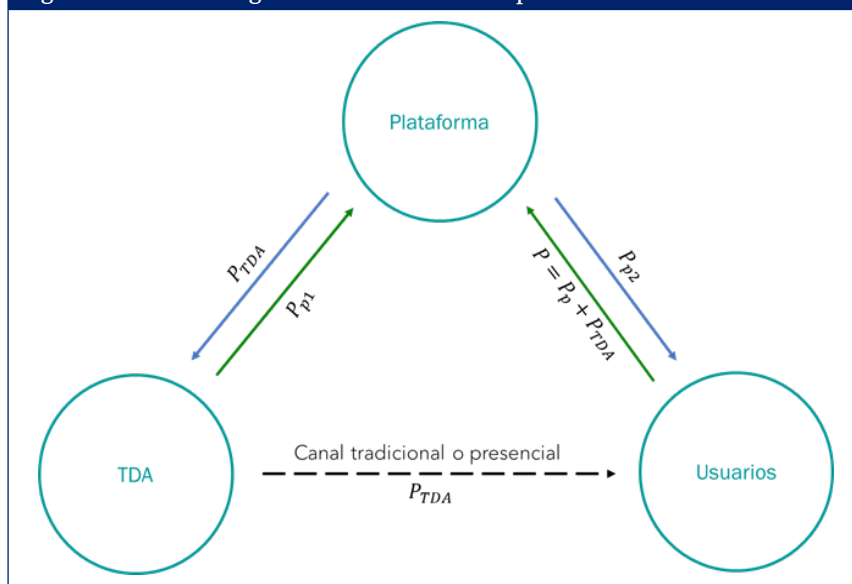 Plataforma
P_TDA
P_p1
P_p2
P = P_p + P_TDA
Canal tradicional o presencial
P_TDA
TDA
Usuarios